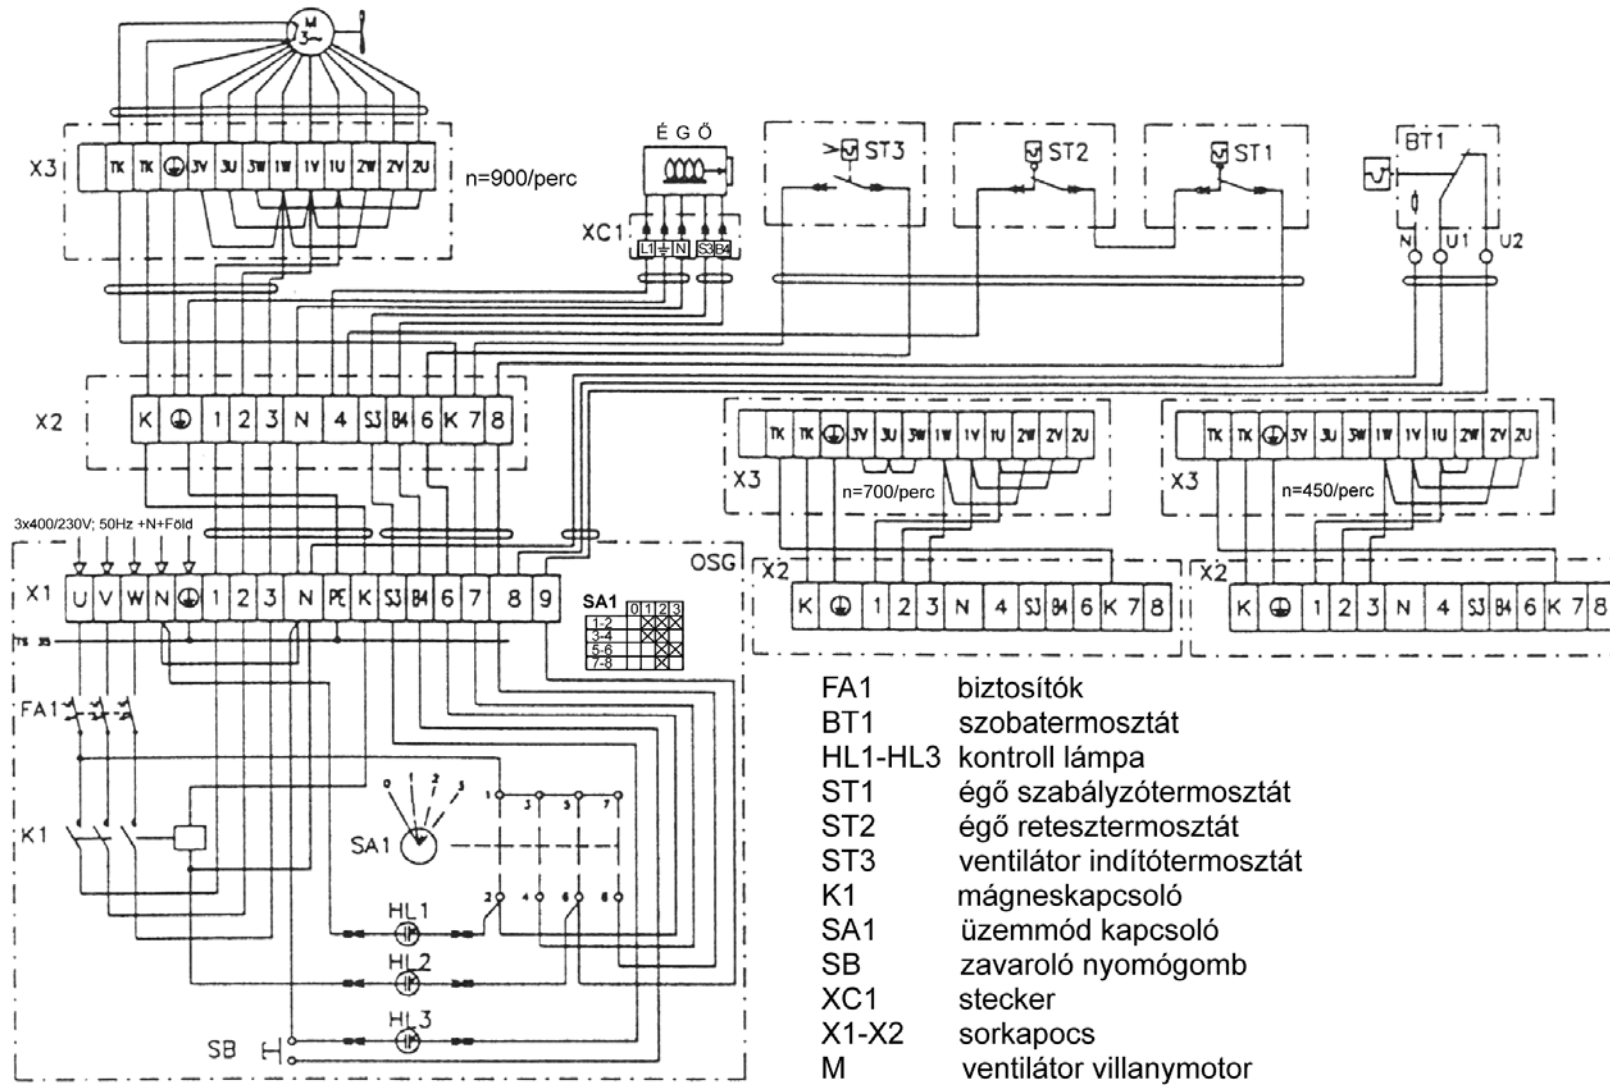 M
3~
X3
TK TK 3V 3U 3W 1W 1V 1U 2W 2V 2U
n=900/perc
ÉGŐ
XC1
L1 N S3 B4
ST3
ST2
ST1
BT1
N U1 U2
X2
K 1 2 3 N 4 S3 B4 6 K 7 8
TK TK 3V 3U 3W 1W 1V 1U 2W 2V 2U
X3
n=700/perc
X2
K 1 2 3 N 4 S3 B4 6 K 7 8
TK TK 3V 3U 3W 1W 1V 1U 2W 2V 2U
X3
n=450/perc
X2
K 1 2 3 N 4 S3 B4 6 K 7 8
3x400/230V; 50Hz +N+Föld
OSG
X1
U V W N 1 2 3 N PE K S3 B4 6 7 8 9
TS 35
SA1
0 1 2 3
1-2
3-4
5-6
7-8
FA1
K1
0 1 2 3
SA1
1 3 5 7
2 4 6 8
HL1
HL2
HL3
SB
FA1 biztosítók
BT1 szobatermosztát
HL1-HL3 kontroll lámpa
ST1 égő szabályzótermosztát
ST2 égő retesztermosztát
ST3 ventilátor indítótermosztát
K1 mágneskapcsoló
SA1 üzemmód kapcsoló
SB zavaroló nyomógomb
XC1 stecker
X1-X2 sorkapocs
M ventilátor villanymotor